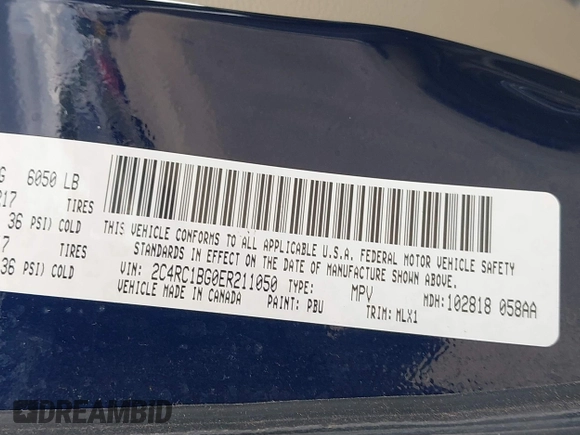 G 6050 LB
R17 TIRES
36 PSI) COLD
7 TIRES
36 PSI) COLD
THIS VEHICLE CONFORMS TO ALL APPLICABLE U.S.A. FEDERAL MOTOR VEHICLE SAFETY
STANDARDS IN EFFECT ON THE DATE OF MANUFACTURE SHOWN ABOVE.
VIN: 2C4RC1BG0ER211050 TYPE: MPV MDH:102818 058AA
VEHICLE MADE IN CANADA PAINT: PBU TRIM: MLX1
DREAMBID